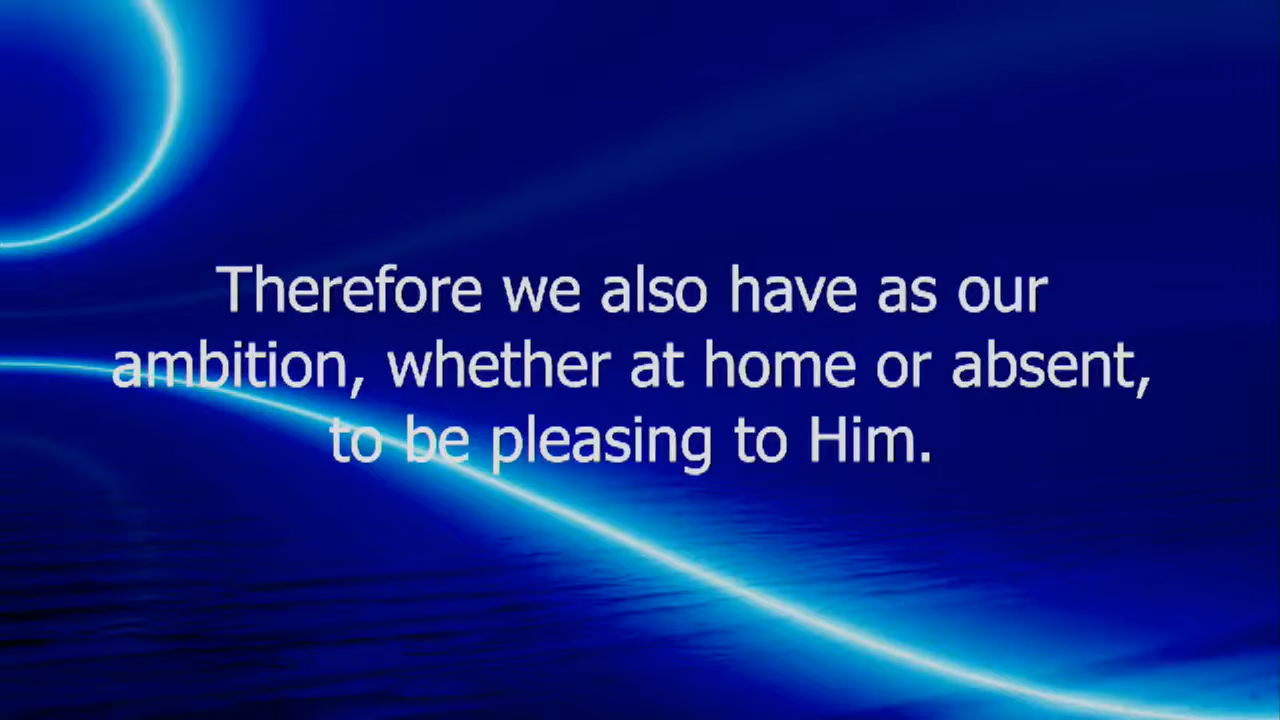 Therefore we also have as our
ambition, whether at home or absent,
to be pleasing to Him.